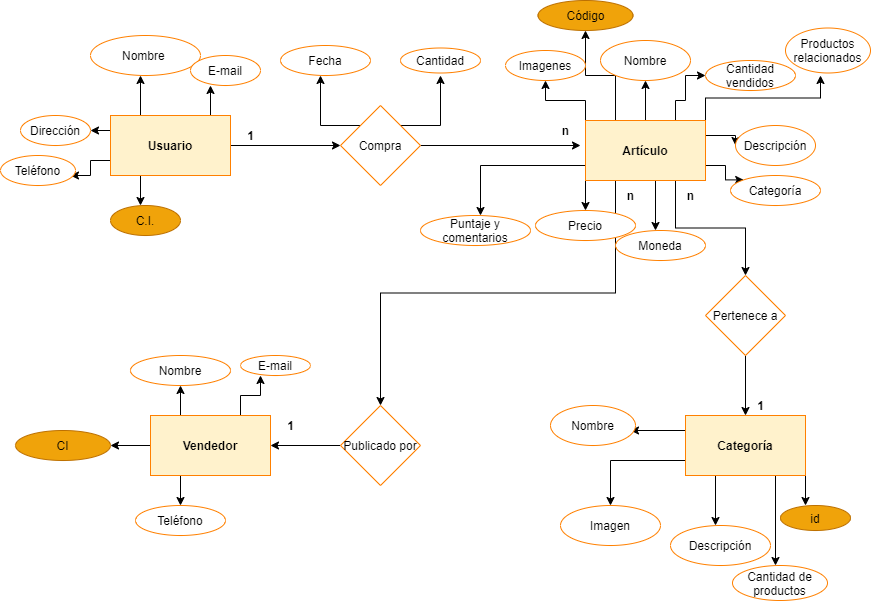 Código
Productos
relacionados
Nombre
Fecha
Cantidad
Imagenes
Nombre
E-mail
Cantidad
vendidos
Dirección
Usuario
1
Compra
n
Artículo
Descripción
Teléfono
Categoría
C.I.
Puntaje y
comentarios
Precio
n
n
Moneda
Pertenece a
Nombre
E-mail
1
1
CI
Vendedor
Publicado por
Nombre
Categoría
Teléfono
Imagen
id
Descripción
Cantidad de
productos